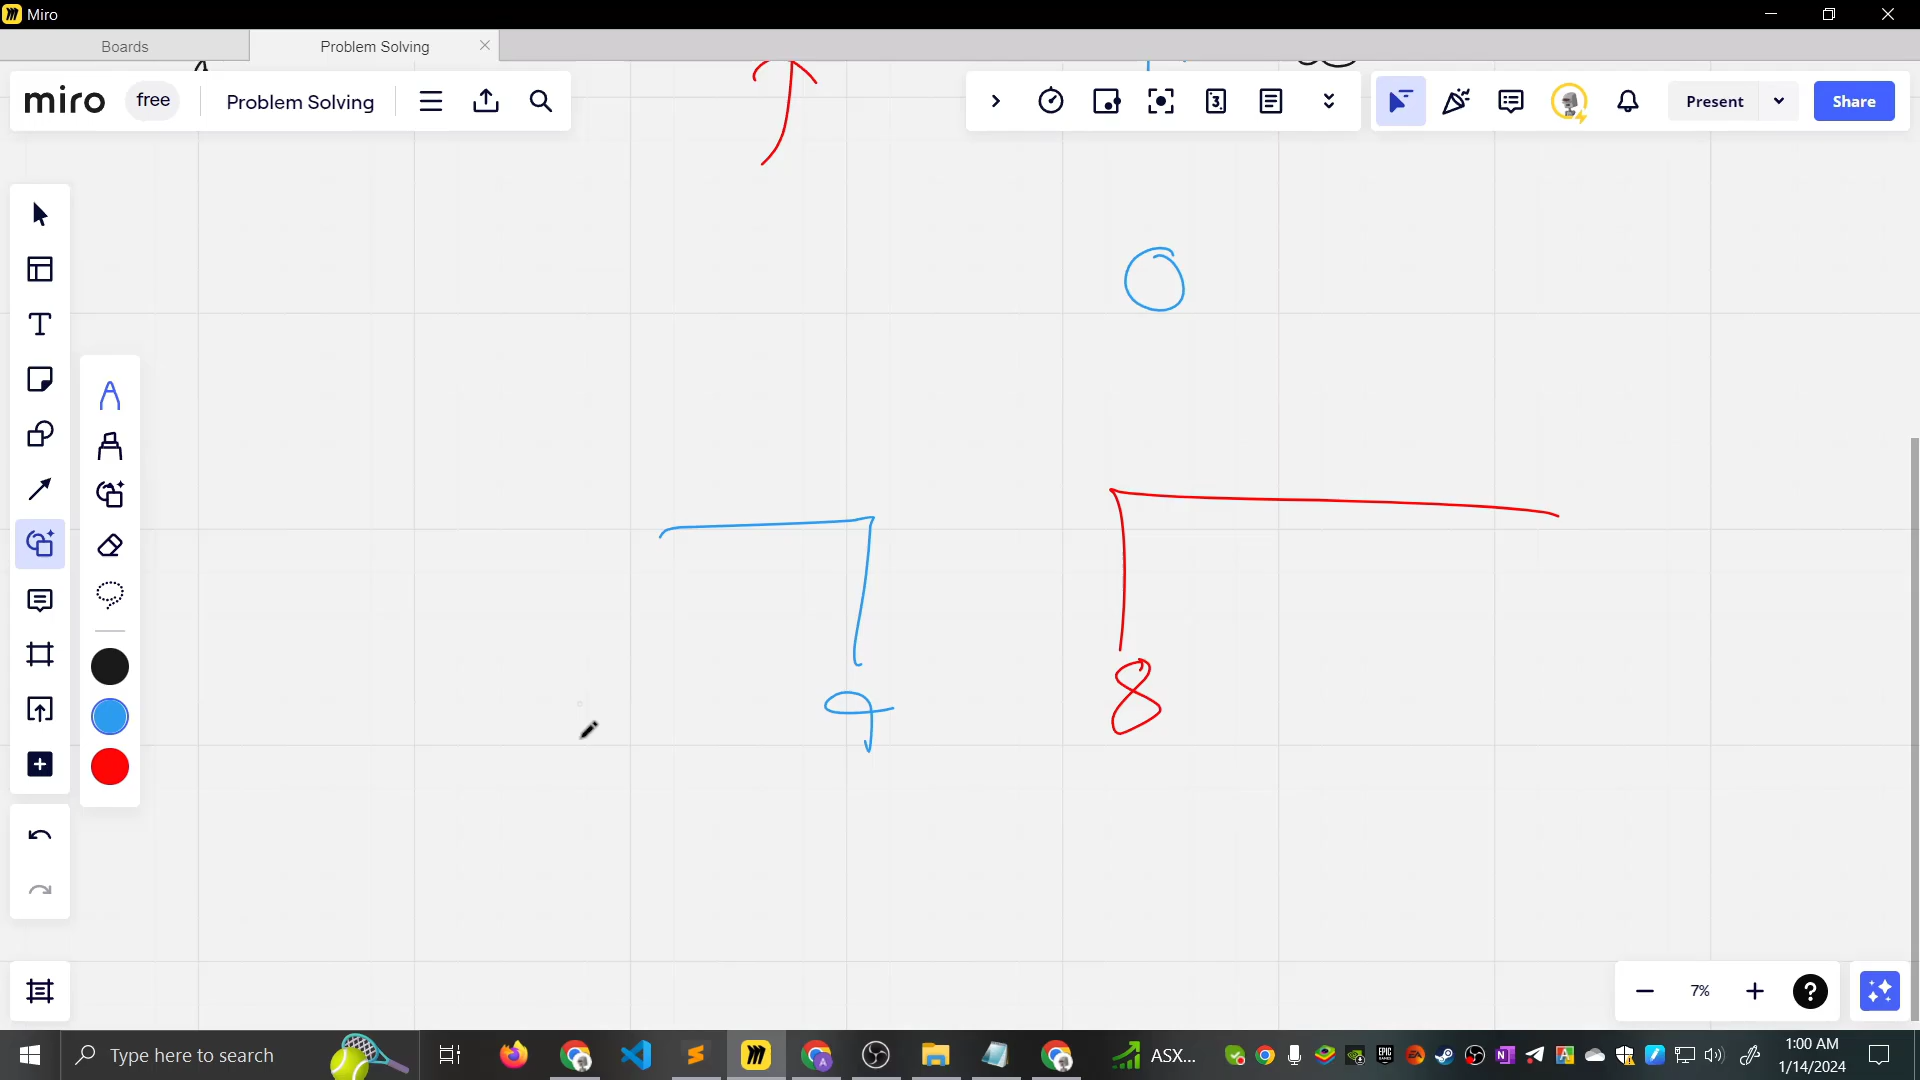 Miro
Boards
Problem Solving
miro
free
Problem Solving
Present
Share
0
9
8
7%
Type here to search
ASX...
1:00 AM
1/14/2024